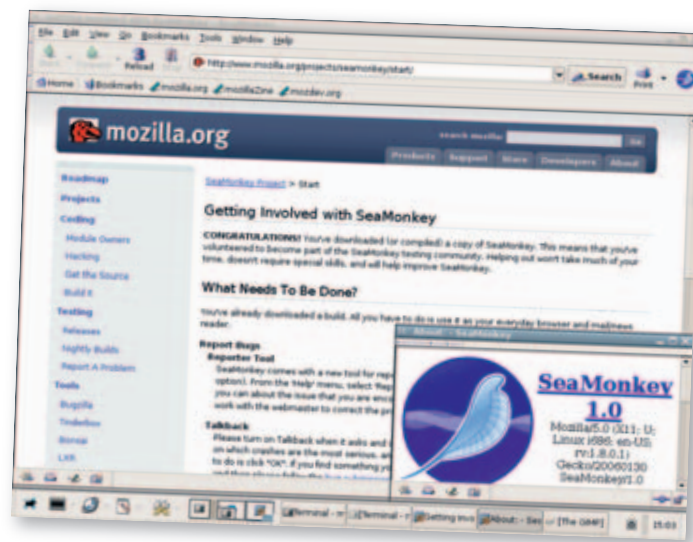 File Edit View Go Bookmarks Tools Window Help
Reload
http://www.mozilla.org/projects/seamonkey/start/
Search
Print
Home Bookmarks mozilla.org mozillaZine mozdev.org
mozilla.org
search mozilla:
Go
Products Support Store Developers About
Roadmap
Projects
Coding
Module Owners
Hacking
Get the Source
Build It
Testing
Releases
Nightly Builds
Report A Problem
Tools
Bugzilla
Tinderbox
Bonsai
LXR
SeaMonkey Project > Start
Getting Involved with SeaMonkey
CONGRATULATIONS! You've downloaded (or compiled) a copy of SeaMonkey. This means that you've
volunteered to become part of the SeaMonkey testing community. Helping out won't take much of your
time, doesn't require special skills, and will help improve SeaMonkey.
What Needs To Be Done?
You've already downloaded a build. All you have to do is use it as your everyday browser and mail/news
reader.
Report Bugs
Reporter Tool
SeaMonkey comes with a new tool for rep
option). From the 'Help' menu, select 'Rep
you can about the issue that you are enc
work with the webmaster to correct the pr
Talkback
Please turn on Talkback when it asks and
on which crashes are the most serious, an
to do is click "OK". If you find something yo
About: - SeaMonkey
SeaMonkey
1.0
Mozilla/5.0 (X11; U;
Linux i686; en-US;
rv:1.8.0.1)
Gecko/20060130
SeaMonkey/1.0
Terminal - Terminal - Getting Invo About: - Sea [The GIMP] 15:03